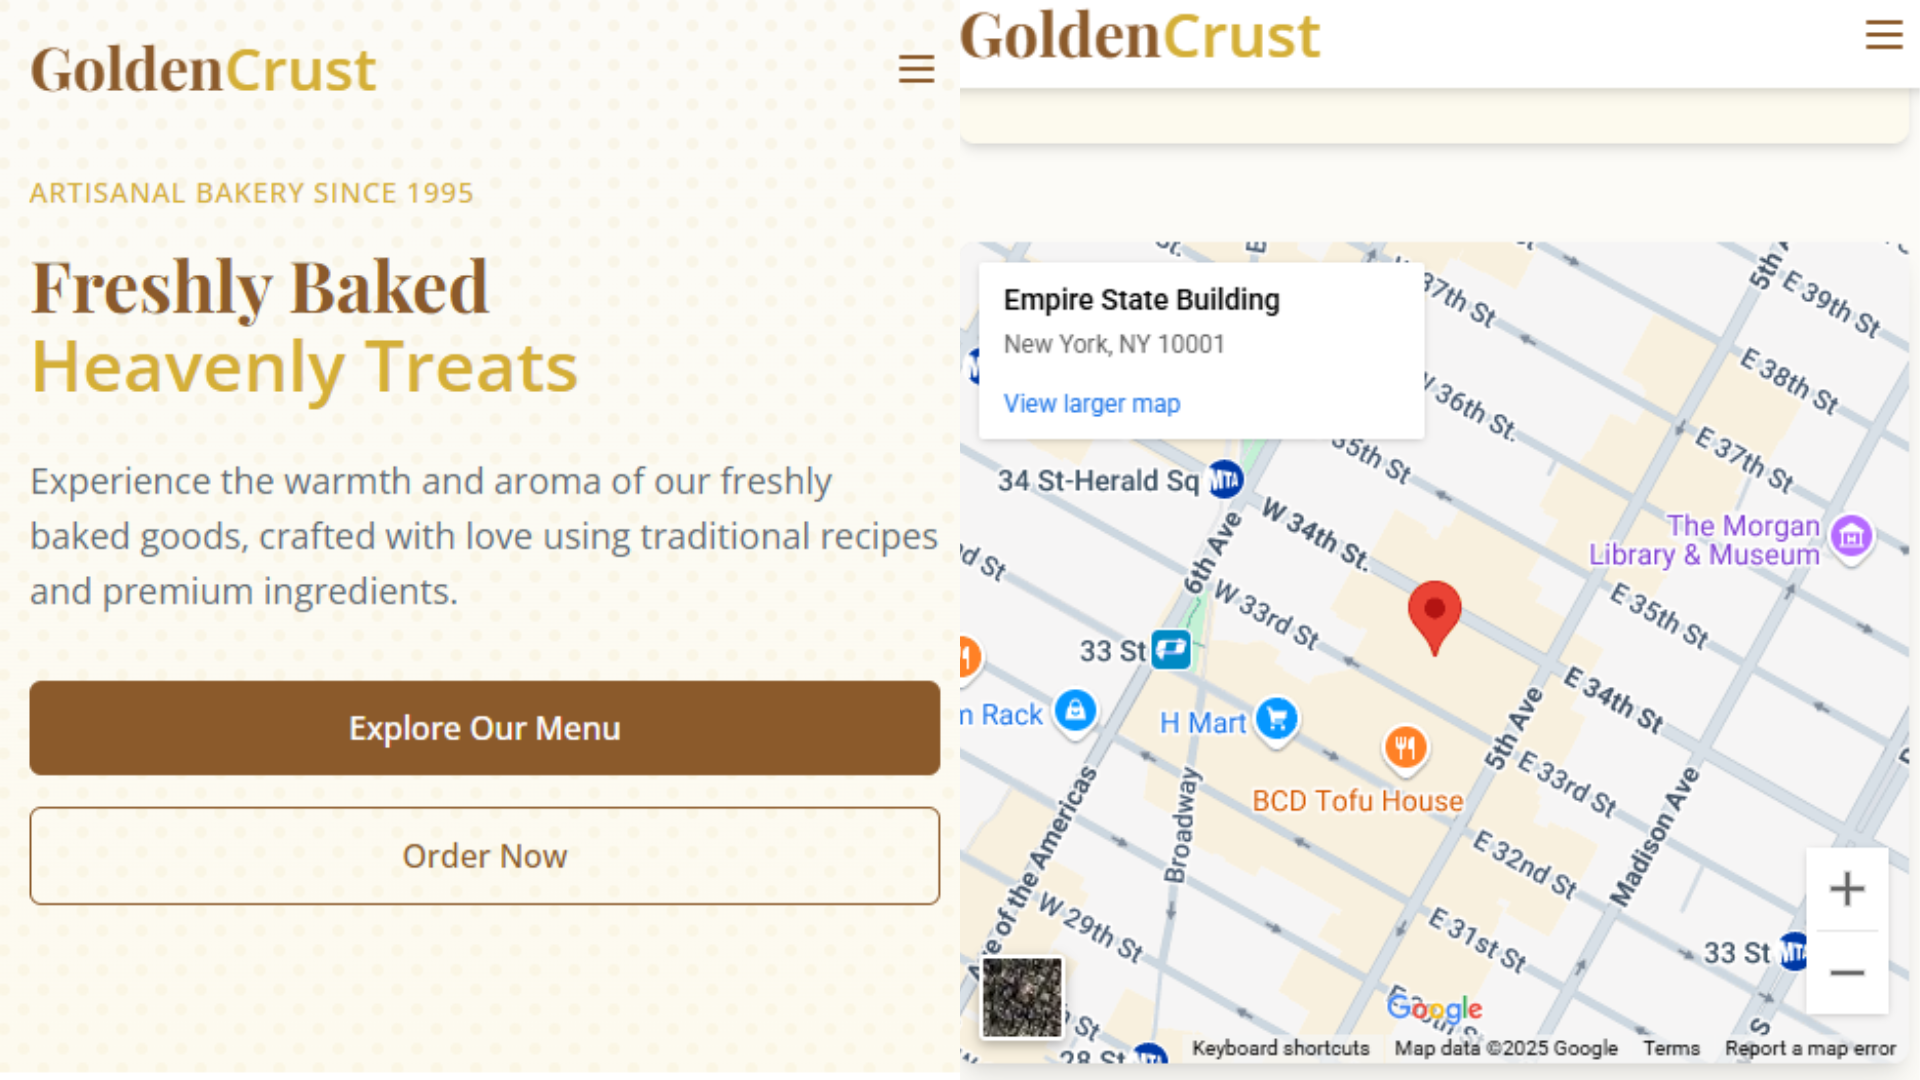 GoldenCrust
ARTISANAL BAKERY SINCE 1995
Freshly Baked
Heavenly Treats
Experience the warmth and aroma of our freshly
baked goods, crafted with love using traditional recipes
and premium ingredients.
Explore Our Menu
Order Now
GoldenCrust
Empire State Building
New York, NY 10001
View larger map
5th
E 39th St
37th St
E 38th St
W 36th St.
E 37th St
35th St
34 St-Herald Sq
MTA
W 34th St.
6th Ave
The Morgan
Library & Museum
W 33rd St
E 35th St
33 St
E 34th St
Rack
H Mart
5th Ave
BCD Tofu House
E 33rd St
Madison Ave
Broadway
Ave of the Americas
E 32nd St
W 29th St
E 31st St
33 St
Google
St
28 St
Keyboard shortcuts
Map data ©2025 Google
Terms
Report a map error